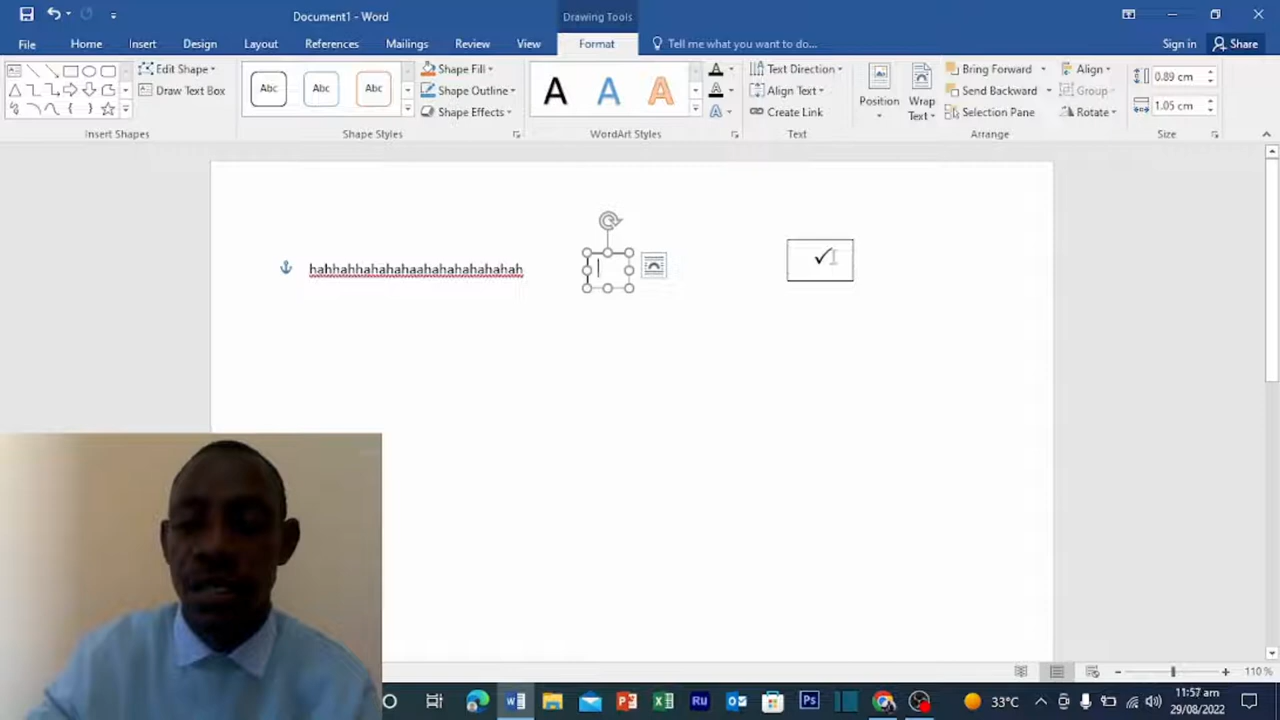 Document1 - Word
Drawing Tools
File
Home
Insert
Design
Layout
References
Mailings
Review
View
Format
Tell me what you want to do...
Sign in
Share
Edit Shape
Draw Text Box
Insert Shapes
Abc
Abc
Abc
Shape Fill
Shape Outline
Shape Effects
Shape Styles
A
A
A
WordArt Styles
Text Direction
Align Text
Create Link
Text
Position
Wrap
Text
Bring Forward
Send Backward
Selection Pane
Align
Group
Rotate
Arrange
0.89 cm
1.05 cm
Size
hahhahhahahahaahahahahahahah
✓
110 %
33°C
11:57 am
29/08/2022